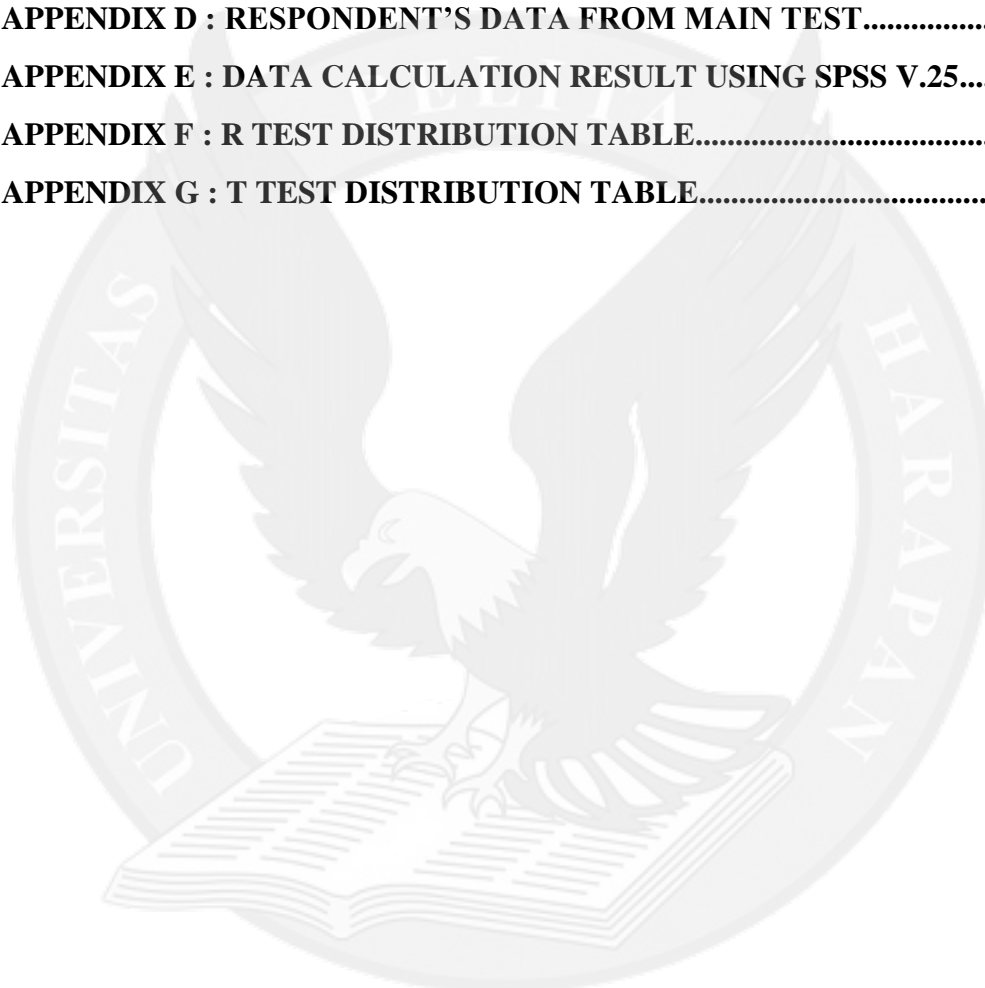 APPENDIX D : RESPONDENT’S DATA FROM MAIN TEST................
APPENDIX E : DATA CALCULATION RESULT USING SPSS V.25....
APPENDIX F : R TEST DISTRIBUTION TABLE.....................................
APPENDIX G : T TEST DISTRIBUTION TABLE....................................
UNIVERSITAS PELITA HARAPAN